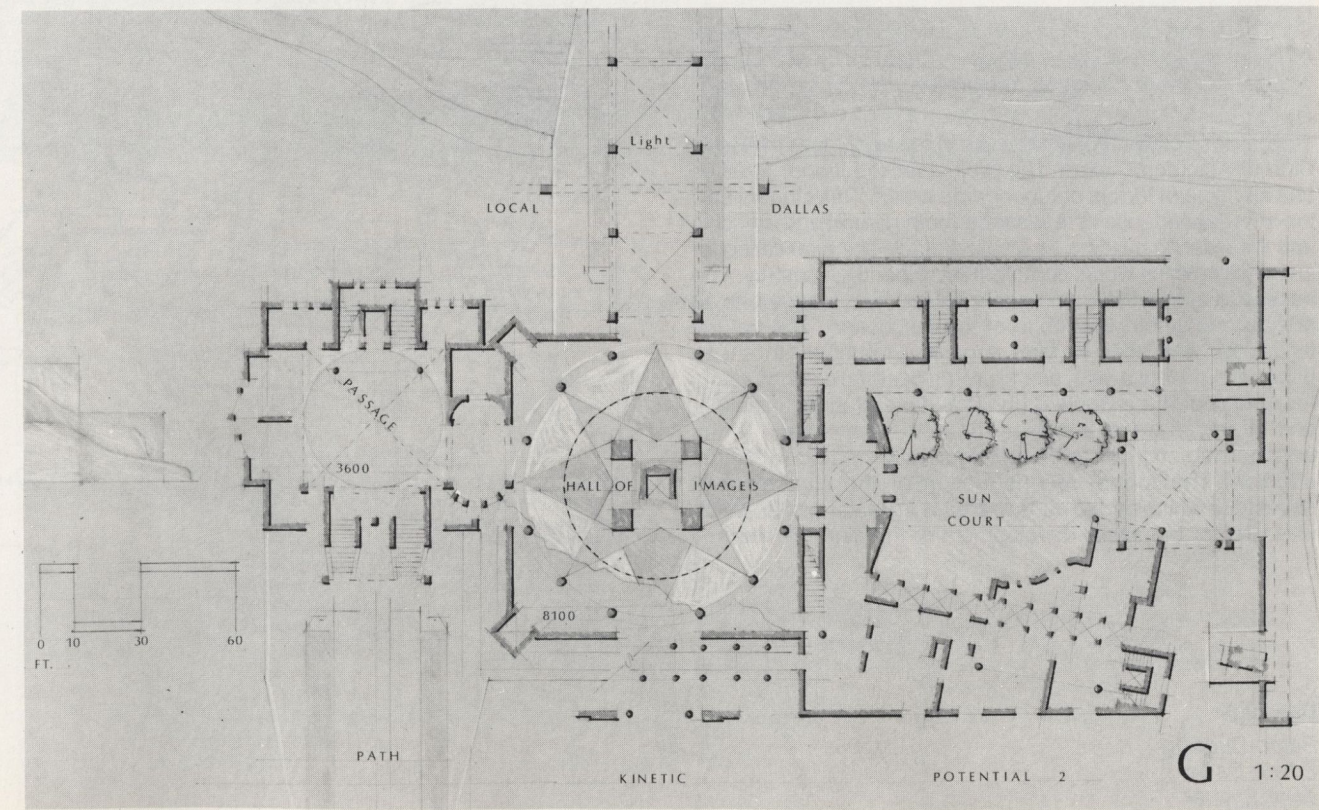 Light
LOCAL
DALLAS
PASSAGE
3600
HALL OF IMAGES
SUN
COURT
8100
0 10 30 60
FT.
PATH
KINETIC
POTENTIAL 2
G 1:20